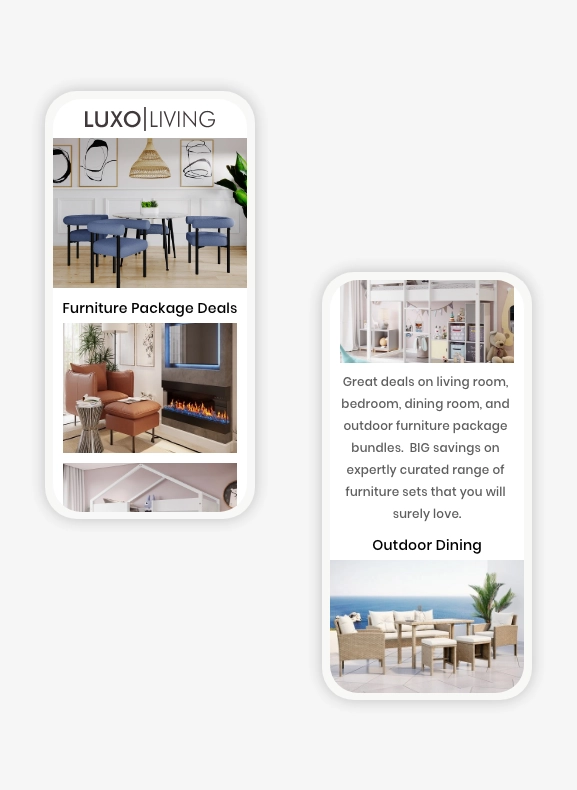 LUXO|LIVING
Furniture Package Deals
Great deals on living room,
bedroom, dining room, and
outdoor furniture package
bundles.  BIG savings on
expertly curated range of
furniture sets that you will
surely love.
Outdoor Dining